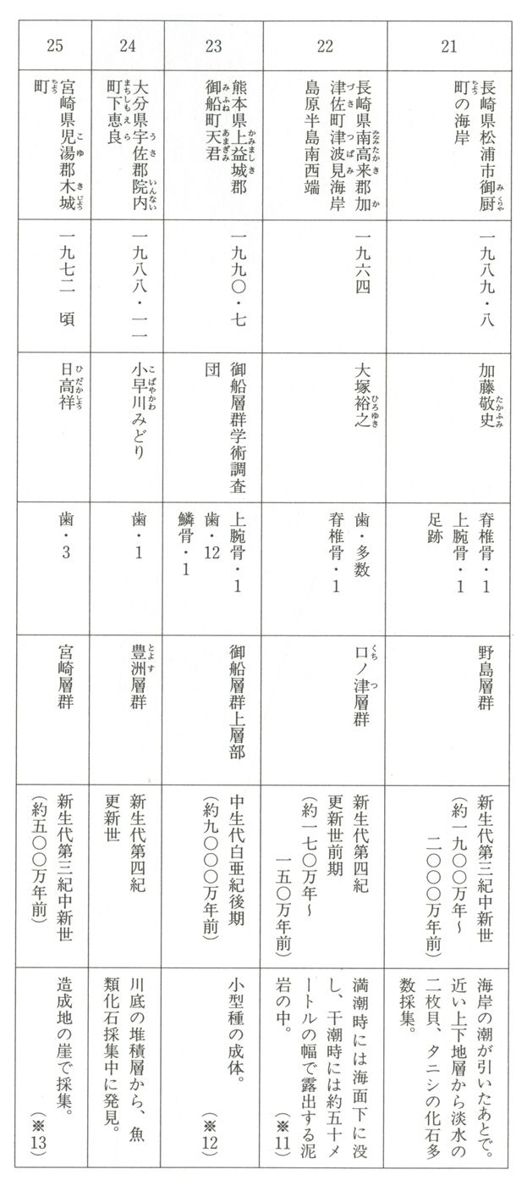 21
長崎県松浦市御厨
町の海岸
一九八九・八
加藤敬史
脊椎骨・1
上腕骨・1
足跡
野島層群
新生代第三紀中新世
（約一九〇〇万年～
二〇〇〇万年前）
海岸の潮が引いたあとで。
近い上下地層から淡水の
二枚貝、タニシの化石多
数採集。
22
長崎県南高来郡加
津佐町津波見海岸
島原半島南西端
一九六四
大塚裕之
歯・多数
脊椎骨・1
口ノ津層群
新生代第四紀
更新世前期
（約一七〇万年～
一五〇万年前）
満潮時には海面下に没
し、干潮時には約五十メ
ートルの幅で露出する泥
岩の中。
（※11）
23
熊本県上益城郡
御船町天君
一九九〇・七
御船層群学術調査
団
上腕骨・1
歯・12
鱗骨・1
御船層群上層部
中生代白亜紀後期
（約九〇〇〇万年前）
小型種の成体。
（※12）
24
大分県宇佐郡院内
町下恵良
一九八八・一一
小早川みどり
歯・1
豊洲層群
新生代第四紀
更新世
川底の堆積層から、魚
類化石採集中に発見。
25
宮崎県児湯郡木城
町
一九七二　頃
日高祥
歯・3
宮崎層群
新生代第三紀中新世
（約五〇〇万年前）
造成地の崖で採集。
（※13）